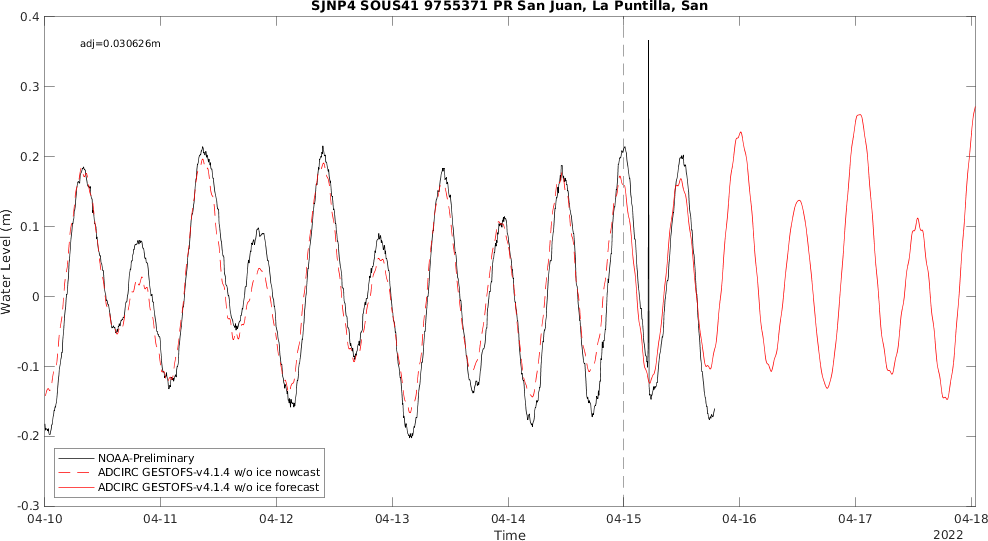 SJNP4 SOUS41 9755371 PR San Juan, La Puntilla, San
adj=0.030626m
0.4
0.3
0.2
0.1
0
-0.1
-0.2
-0.3
Water Level (m)
NOAA-Preliminary
ADCIRC GESTOFS-v4.1.4 w/o ice nowcast
ADCIRC GESTOFS-v4.1.4 w/o ice forecast
04-10 04-11 04-12 04-13 04-14 04-15 04-16 04-17 04-18
Time
2022